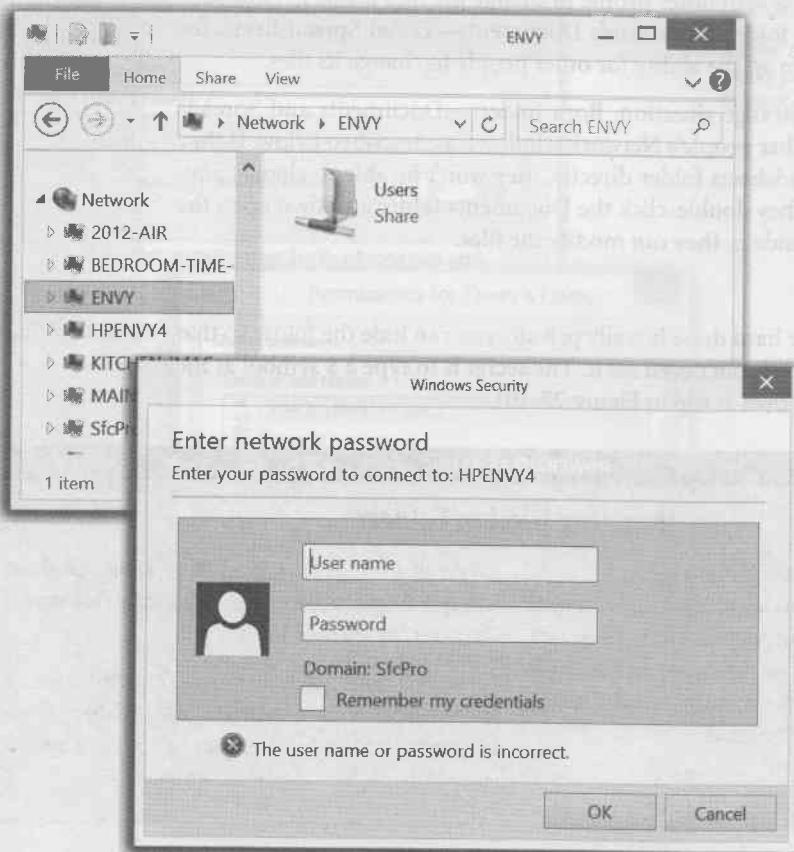 ENVY
File Home Share View
Network ENVY
Search ENVY
Users
Share
Network
2012-AIR
BEDROOM-TIME-
ENVY
HPENVY4
MAIN
1 item
Windows Security
Enter network password
Enter your password to connect to: HPENVY4
User name
Password
Domain: SfcPro
Remember my credentials
The user name or password is incorrect.
OK Cancel